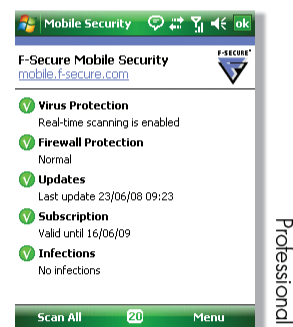 Mobile Security
ok
F-Secure Mobile Security
mobile.f-secure.com
F-SECURE
Virus Protection
Real-time scanning is enabled
Firewall Protection
Normal
Updates
Last update 23/06/08 09:23
Subscription
Valid until 16/06/09
Infections
No infections
Scan All
20
Menu
Professional